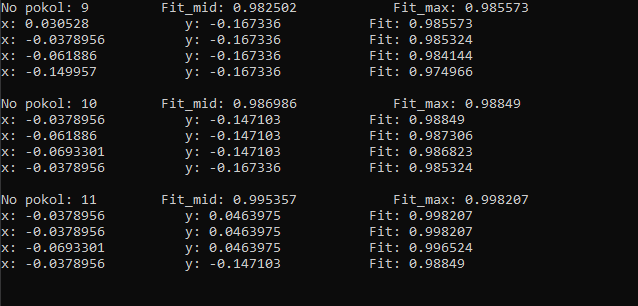 No pokol: 9 Fit_mid: 0.982502 Fit_max: 0.985573
x: 0.030528 y: -0.167336 Fit: 0.985573
x: -0.0378956 y: -0.167336 Fit: 0.985324
x: -0.061886 y: -0.167336 Fit: 0.984144
x: -0.149957 y: -0.167336 Fit: 0.974966
No pokol: 10 Fit_mid: 0.986986 Fit_max: 0.98849
x: -0.0378956 y: -0.147103 Fit: 0.98849
x: -0.061886 y: -0.147103 Fit: 0.987306
x: -0.0693301 y: -0.147103 Fit: 0.986823
x: -0.0378956 y: -0.167336 Fit: 0.985324
No pokol: 11 Fit_mid: 0.995357 Fit_max: 0.998207
x: -0.0378956 y: 0.0463975 Fit: 0.998207
x: -0.0378956 y: 0.0463975 Fit: 0.998207
x: -0.0693301 y: 0.0463975 Fit: 0.996524
x: -0.0378956 y: -0.147103 Fit: 0.98849